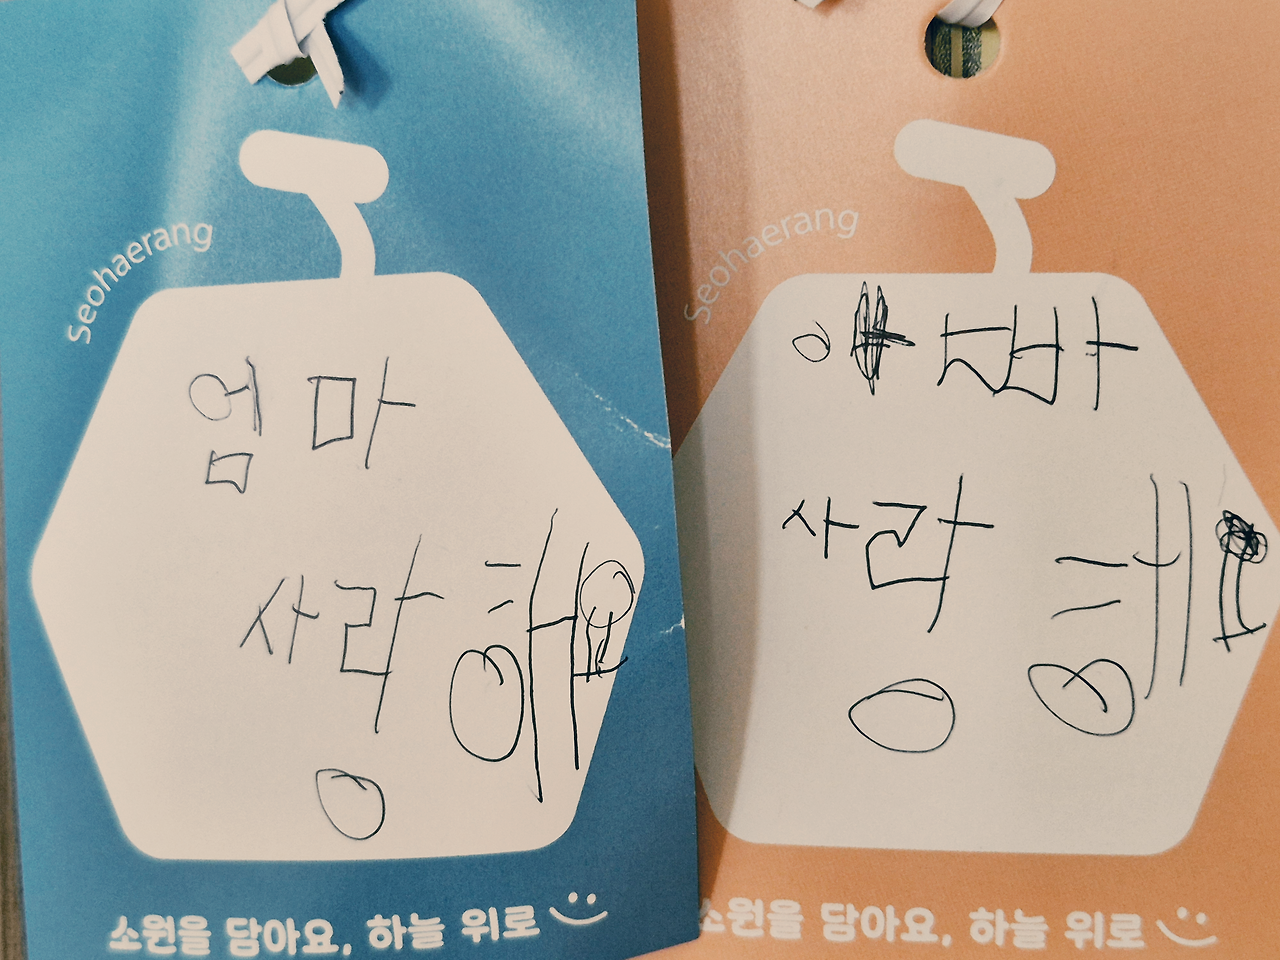 Seohaerang
엄마
사랑해요
소원을 담아요, 하늘 위로
Seohaerang
아빠
사랑해요
소원을 담아요, 하늘 위로